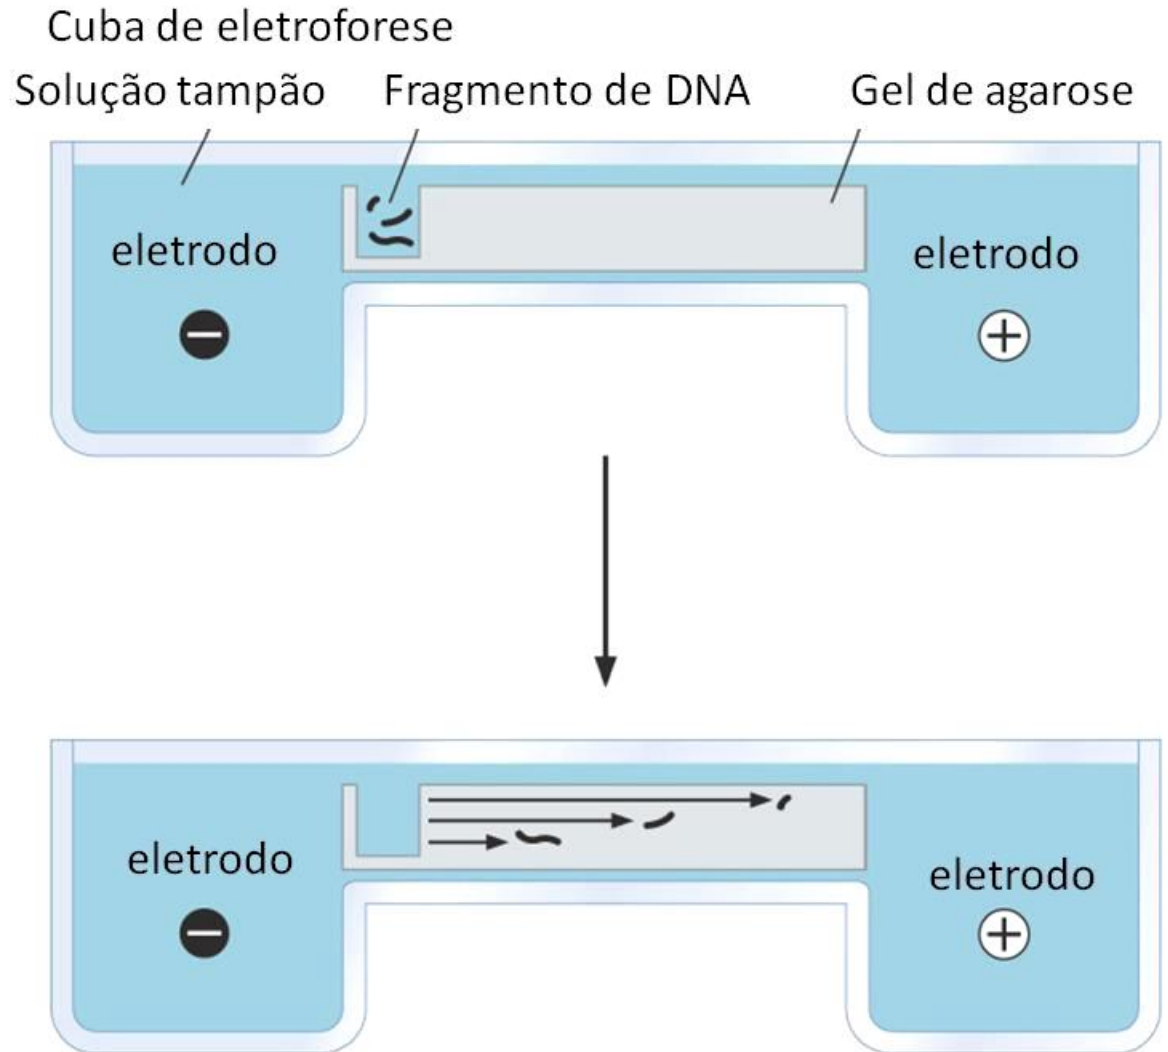 Cuba de eletroforese
Solução tampão
Fragmento de DNA
Gel de agarose
eletrodo
eletrodo
−
+
eletrodo
eletrodo
−
+